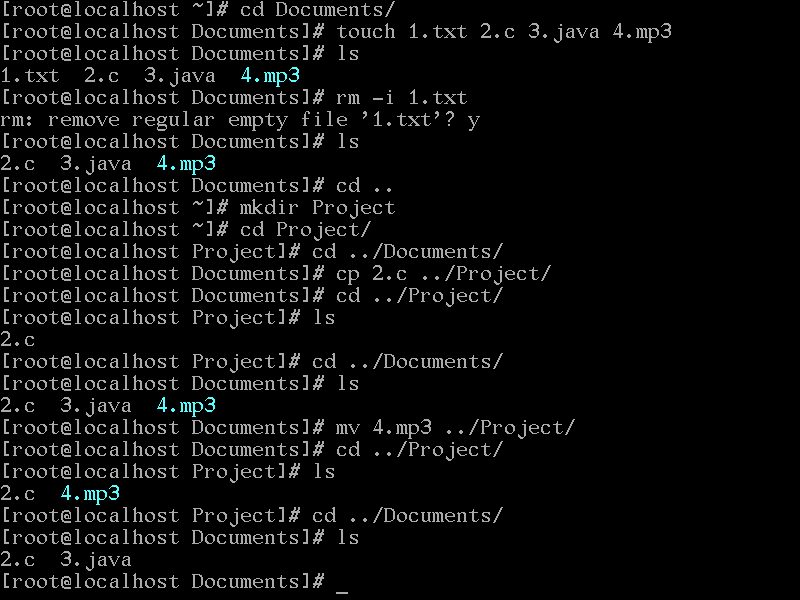 [root@localhost ~]# cd Documents/
[root@localhost Documents]# touch 1.txt 2.c 3.java 4.mp3
[root@localhost Documents]# ls
1.txt  2.c  3.java  4.mp3
[root@localhost Documents]# rm -i 1.txt
rm: remove regular empty file '1.txt'? y
[root@localhost Documents]# ls
2.c  3.java  4.mp3
[root@localhost Documents]# cd ..
[root@localhost ~]# mkdir Project
[root@localhost ~]# cd Project/
[root@localhost Project]# cd ../Documents/
[root@localhost Documents]# cp 2.c ../Project/
[root@localhost Documents]# cd ../Project/
[root@localhost Project]# ls
2.c
[root@localhost Project]# cd ../Documents/
[root@localhost Documents]# ls
2.c  3.java  4.mp3
[root@localhost Documents]# mv 4.mp3 ../Project/
[root@localhost Documents]# cd ../Project/
[root@localhost Project]# ls
2.c  4.mp3
[root@localhost Project]# cd ../Documents/
[root@localhost Documents]# ls
2.c  3.java
[root@localhost Documents]# _